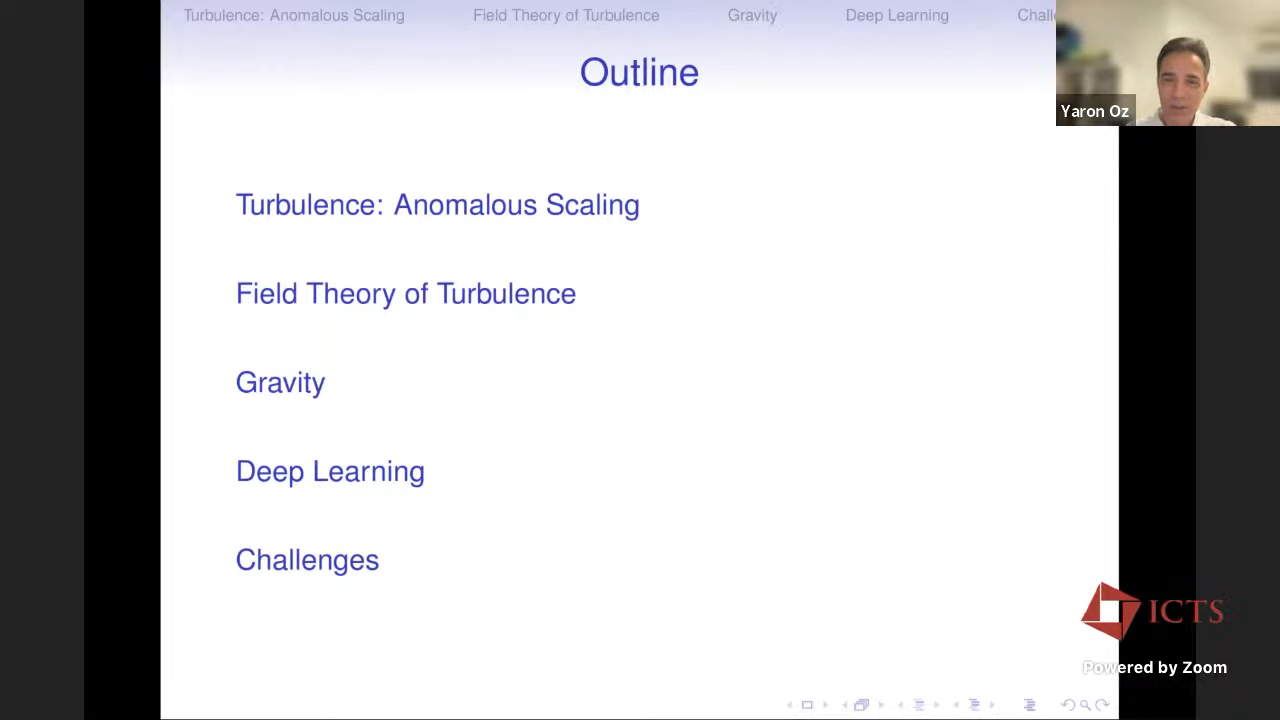 Turbulence: Anomalous Scaling Field Theory of Turbulence Gravity Deep Learning Chall
Yaron Oz
Outline
Turbulence: Anomalous Scaling
Field Theory of Turbulence
Gravity
Deep Learning
Challenges
ICTS
Powered by Zoom